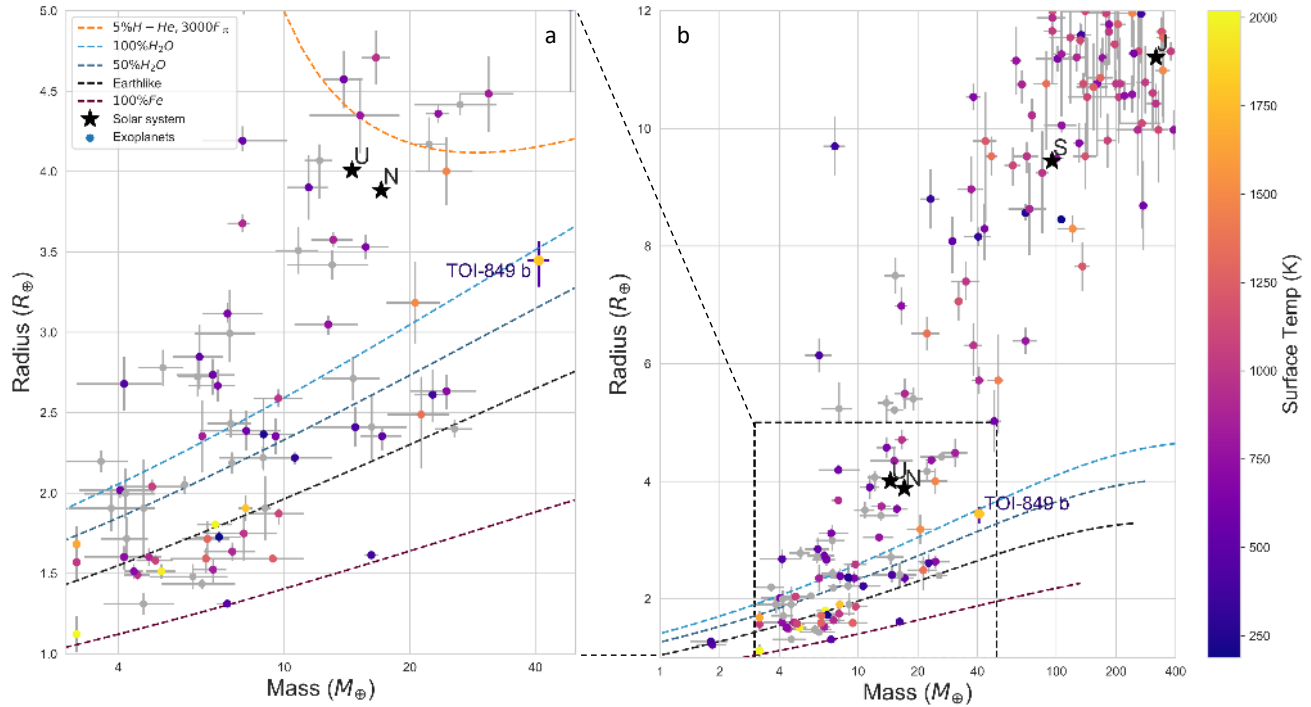 a
5%H − He, 3000F⊕
100%H₂O
50%H₂O
Earthlike
100%Fe
Solar system
Exoplanets
U
N
TOI-849 b
5.0
4.5
4.0
3.5
3.0
2.5
2.0
1.5
1.0
Radius (R⊕)
4
10
20
40
Mass (M⊕)
b
J
S
U
N
TOI-849 b
12
10
8
6
4
2
Radius (R⊕)
1
2
4
10
20
40
100
200
400
Mass (M⊕)
2000
1750
1500
1250
1000
750
500
250
Surface Temp (K)